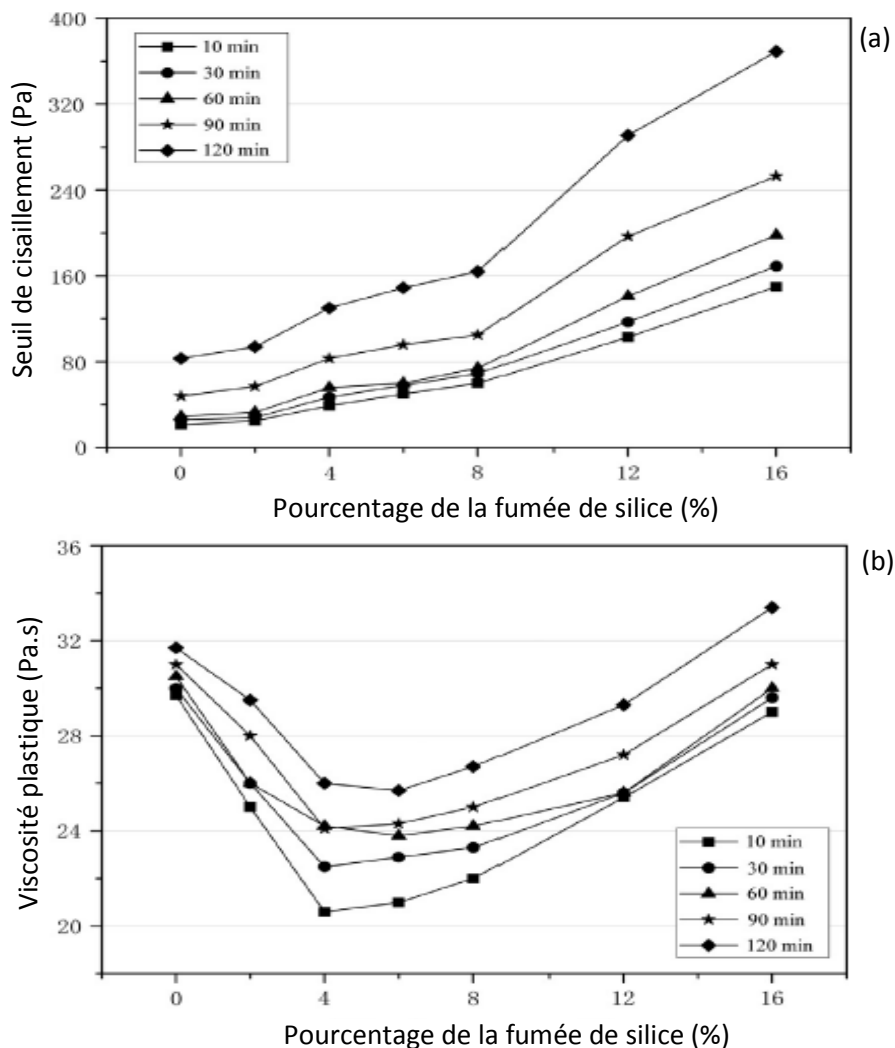 (a)
400
320
240
160
80
0
Seuil de cisaillement (Pa)
10 min
30 min
60 min
90 min
120 min
0
4
8
12
16
Pourcentage de la fumée de silice (%)
(b)
36
32
28
24
20
Viscosité plastique (Pa.s)
10 min
30 min
60 min
90 min
120 min
0
4
8
12
16
Pourcentage de la fumée de silice (%)